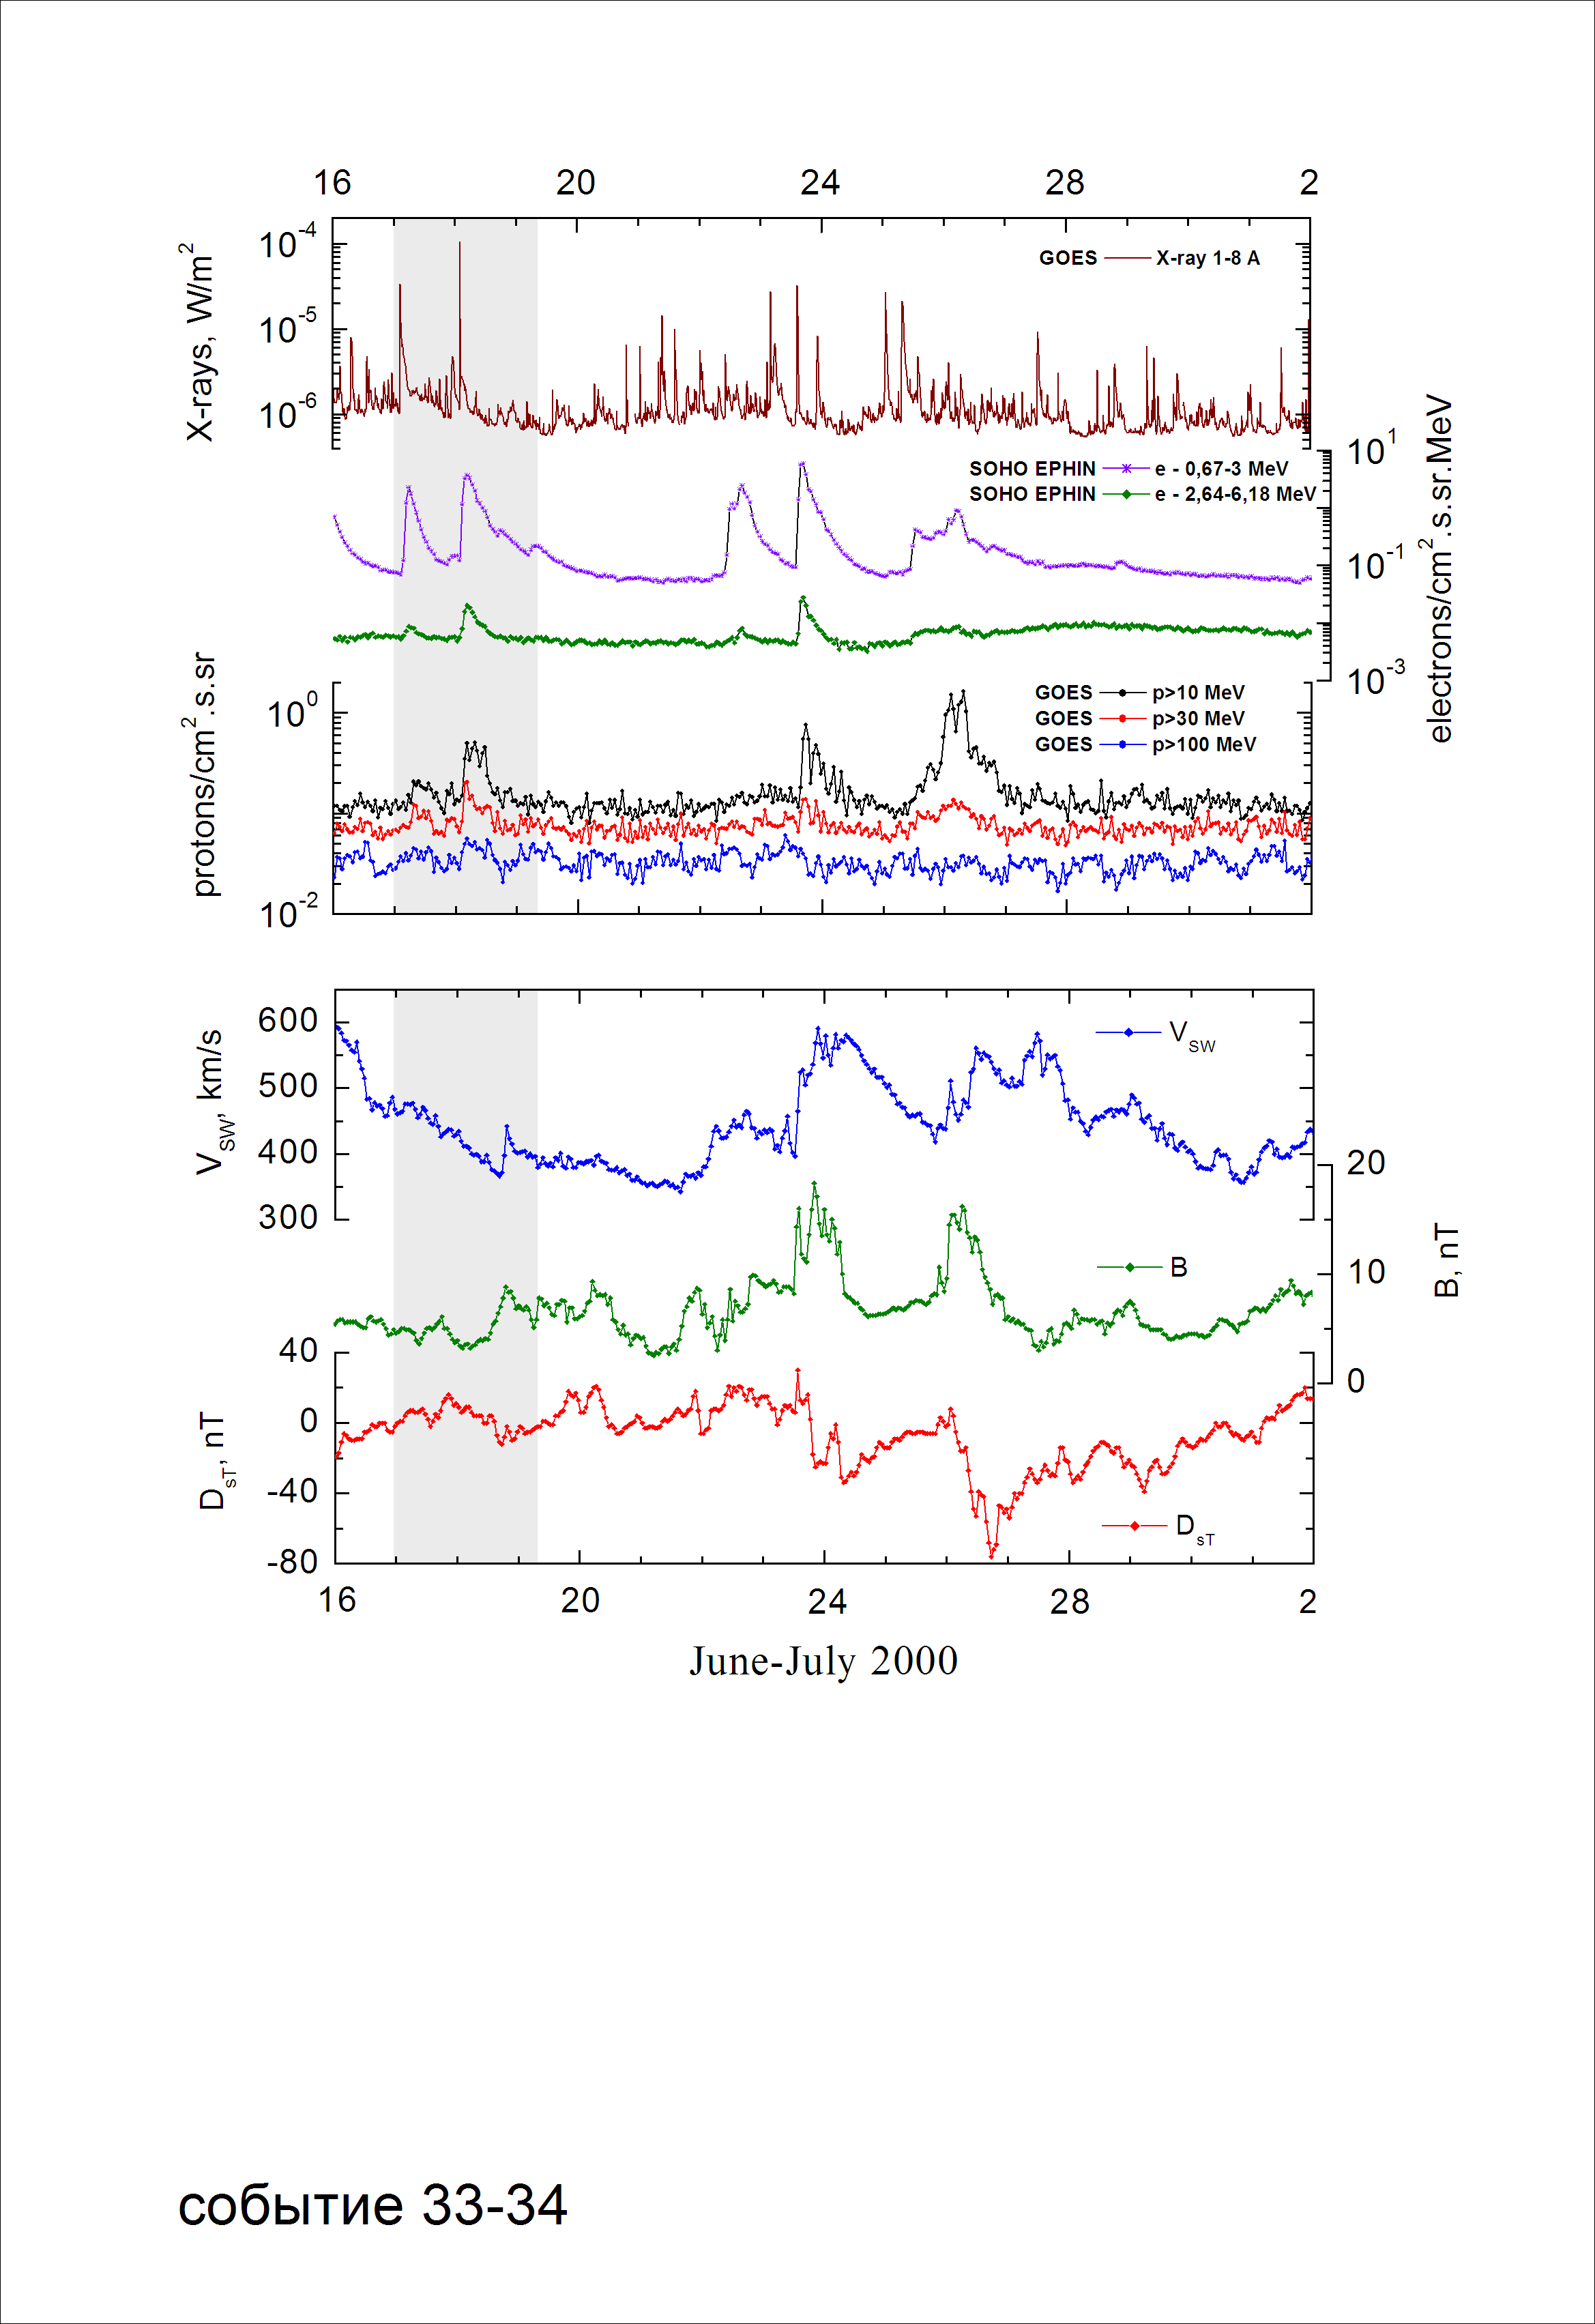 16 20 24 28 2
X-rays, W/m²
10⁻⁴
10⁻⁵
10⁻⁶
GOES X-ray 1-8 A
SOHO EPHIN e - 0,67-3 MeV
SOHO EPHIN e - 2,64-6,18 MeV
10¹
10⁻¹
10⁻³
electrons/cm².s.sr.MeV
protons/cm².s.sr
10⁰
10⁻²
GOES p>10 MeV
GOES p>30 MeV
GOES p>100 MeV
V_SW, km/s
600
500
400
300
V_SW
20
10
0
B, nT
B
D_sT, nT
40
0
-40
-80
D_sT
16 20 24 28 2
June-July 2000
событие 33-34